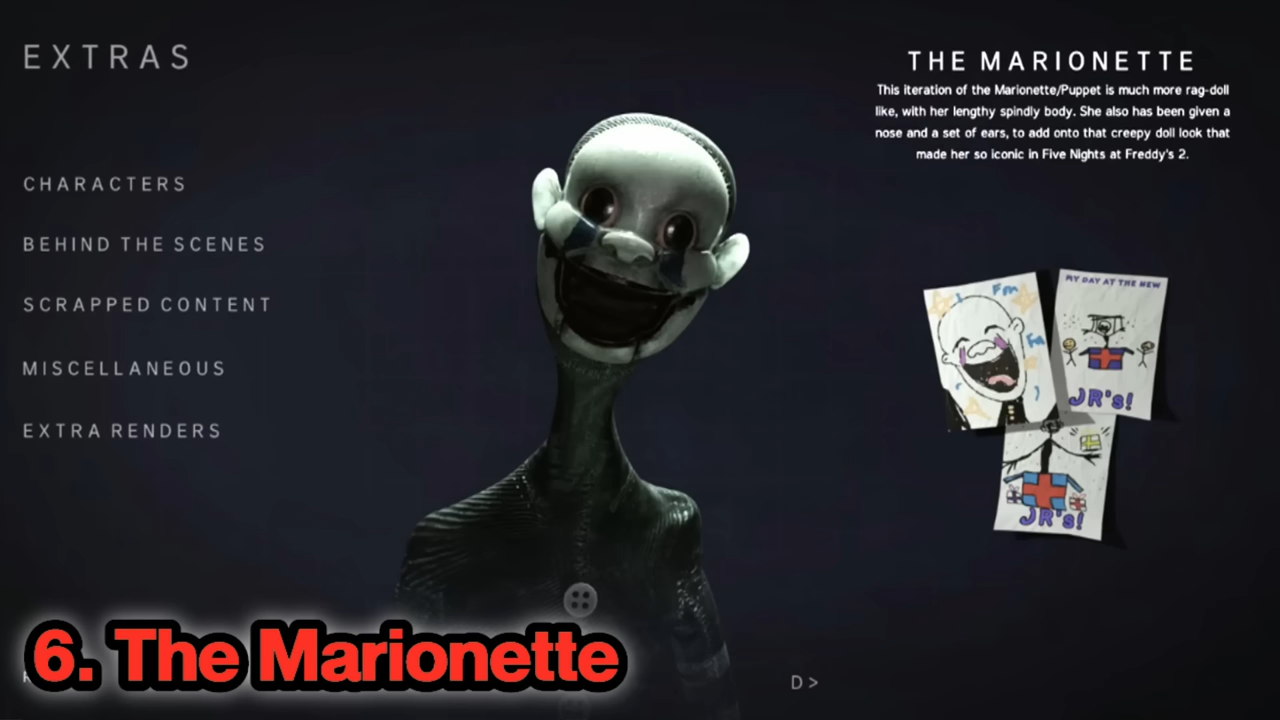 EXTRAS
CHARACTERS
BEHIND THE SCENES
SCRAPPED CONTENT
MISCELLANEOUS
EXTRA RENDERS
THE MARIONETTE
This iteration of the Marionette/Puppet is much more rag-doll
like, with her lengthy spindly body. She also has been given a
nose and a set of ears, to add onto that creepy doll look that
made her so iconic in Five Nights at Freddy's 2.
MY DAY AT THE NEW
JR's!
JR's!
6. The Marionette
D >